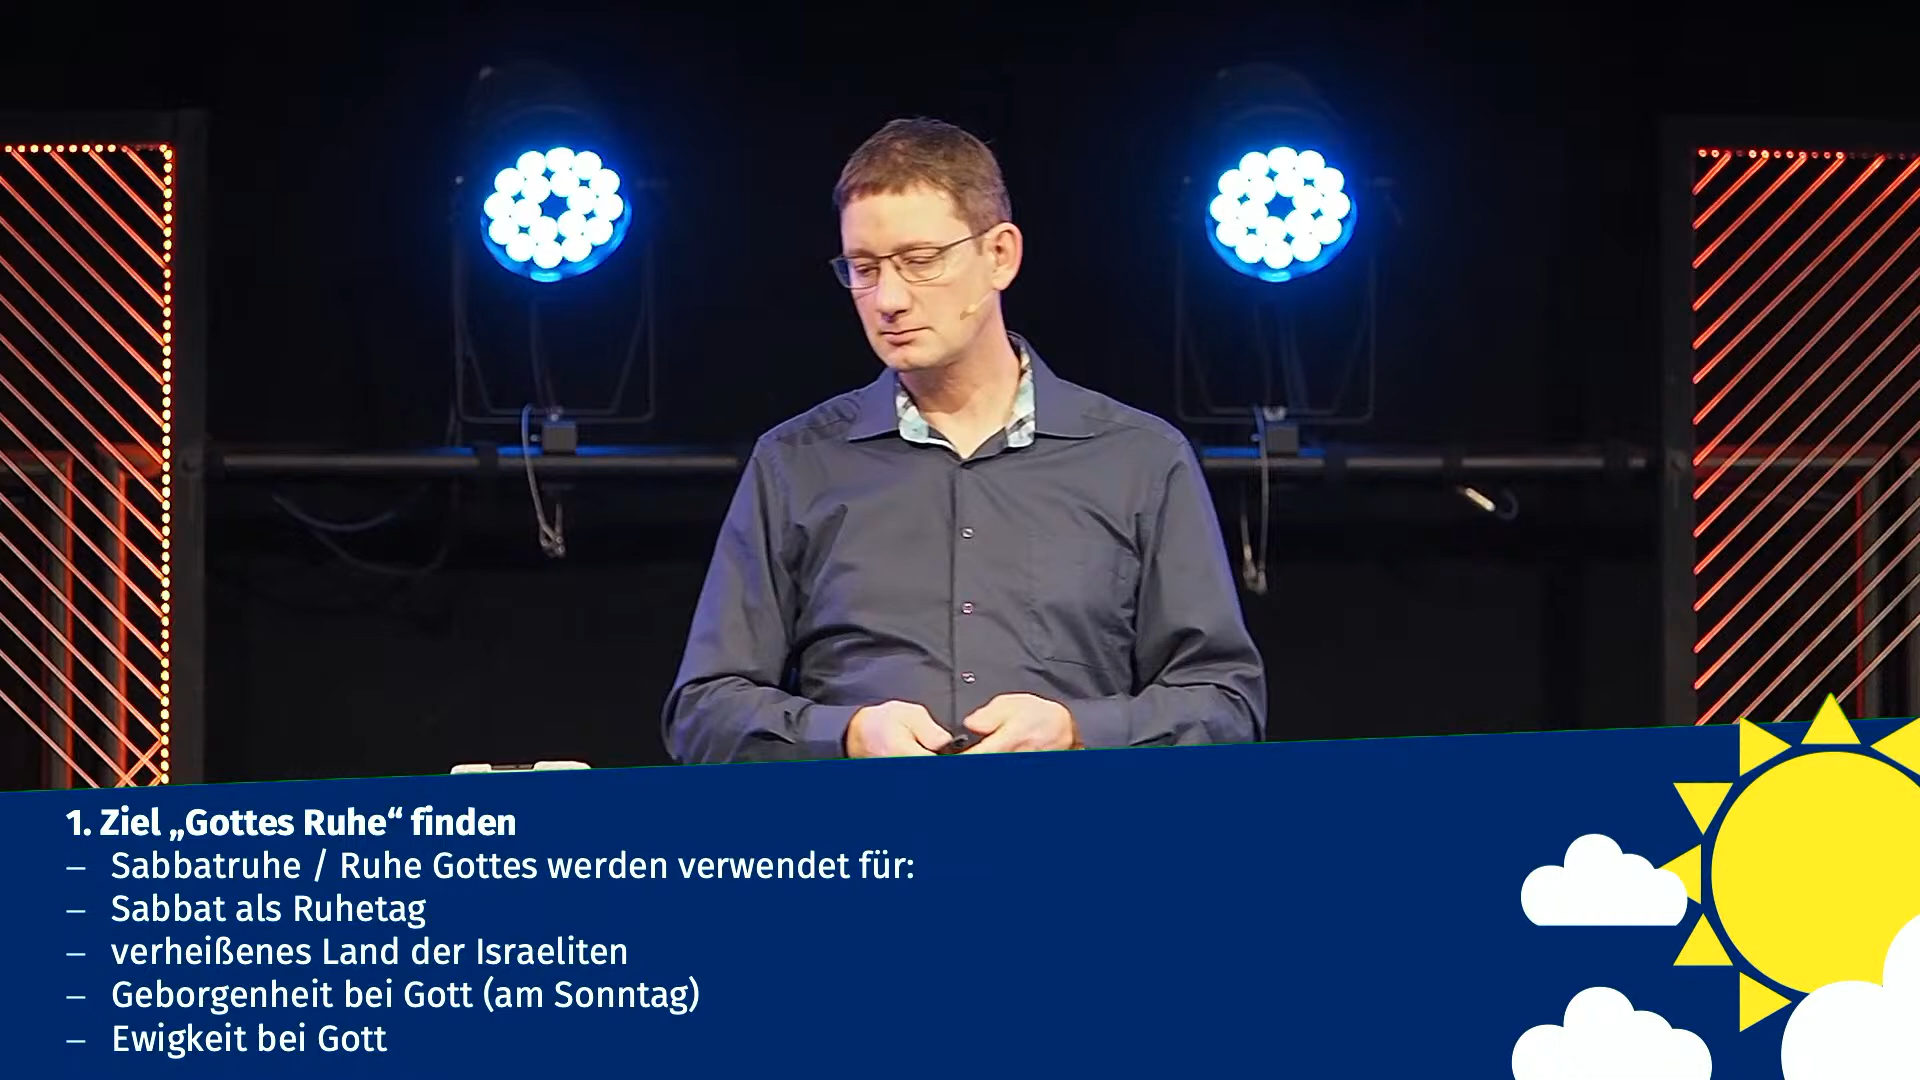 1. Ziel „Gottes Ruhe“ finden
– Sabbatruhe / Ruhe Gottes werden verwendet für:
– Sabbat als Ruhetag
– verheißenes Land der Israeliten
– Geborgenheit bei Gott (am Sonntag)
– Ewigkeit bei Gott